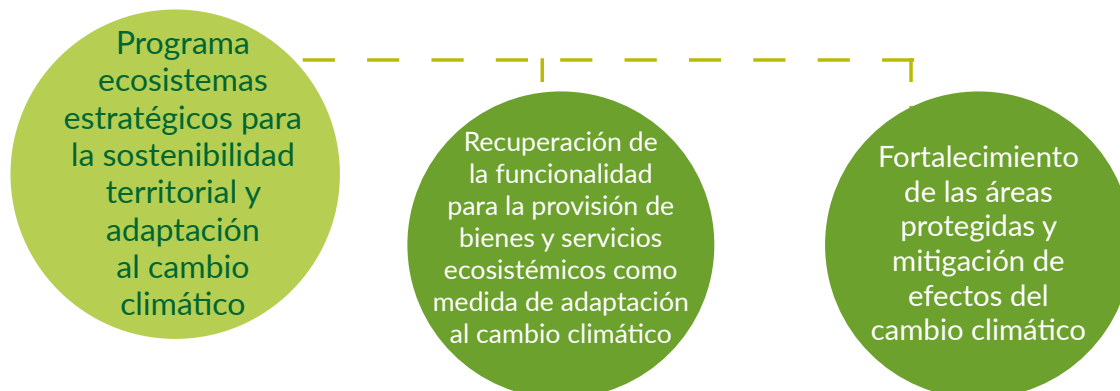 Programa
ecosistemas
estratégicos para
la sostenibilidad
territorial y
adaptación
al cambio
climático
Recuperación de
la funcionalidad
para la provisión de
bienes y servicios
ecosistémicos como
medida de adaptación
al cambio climático
Fortalecimiento
de las áreas
protegidas y
mitigación de
efectos del
cambio climático